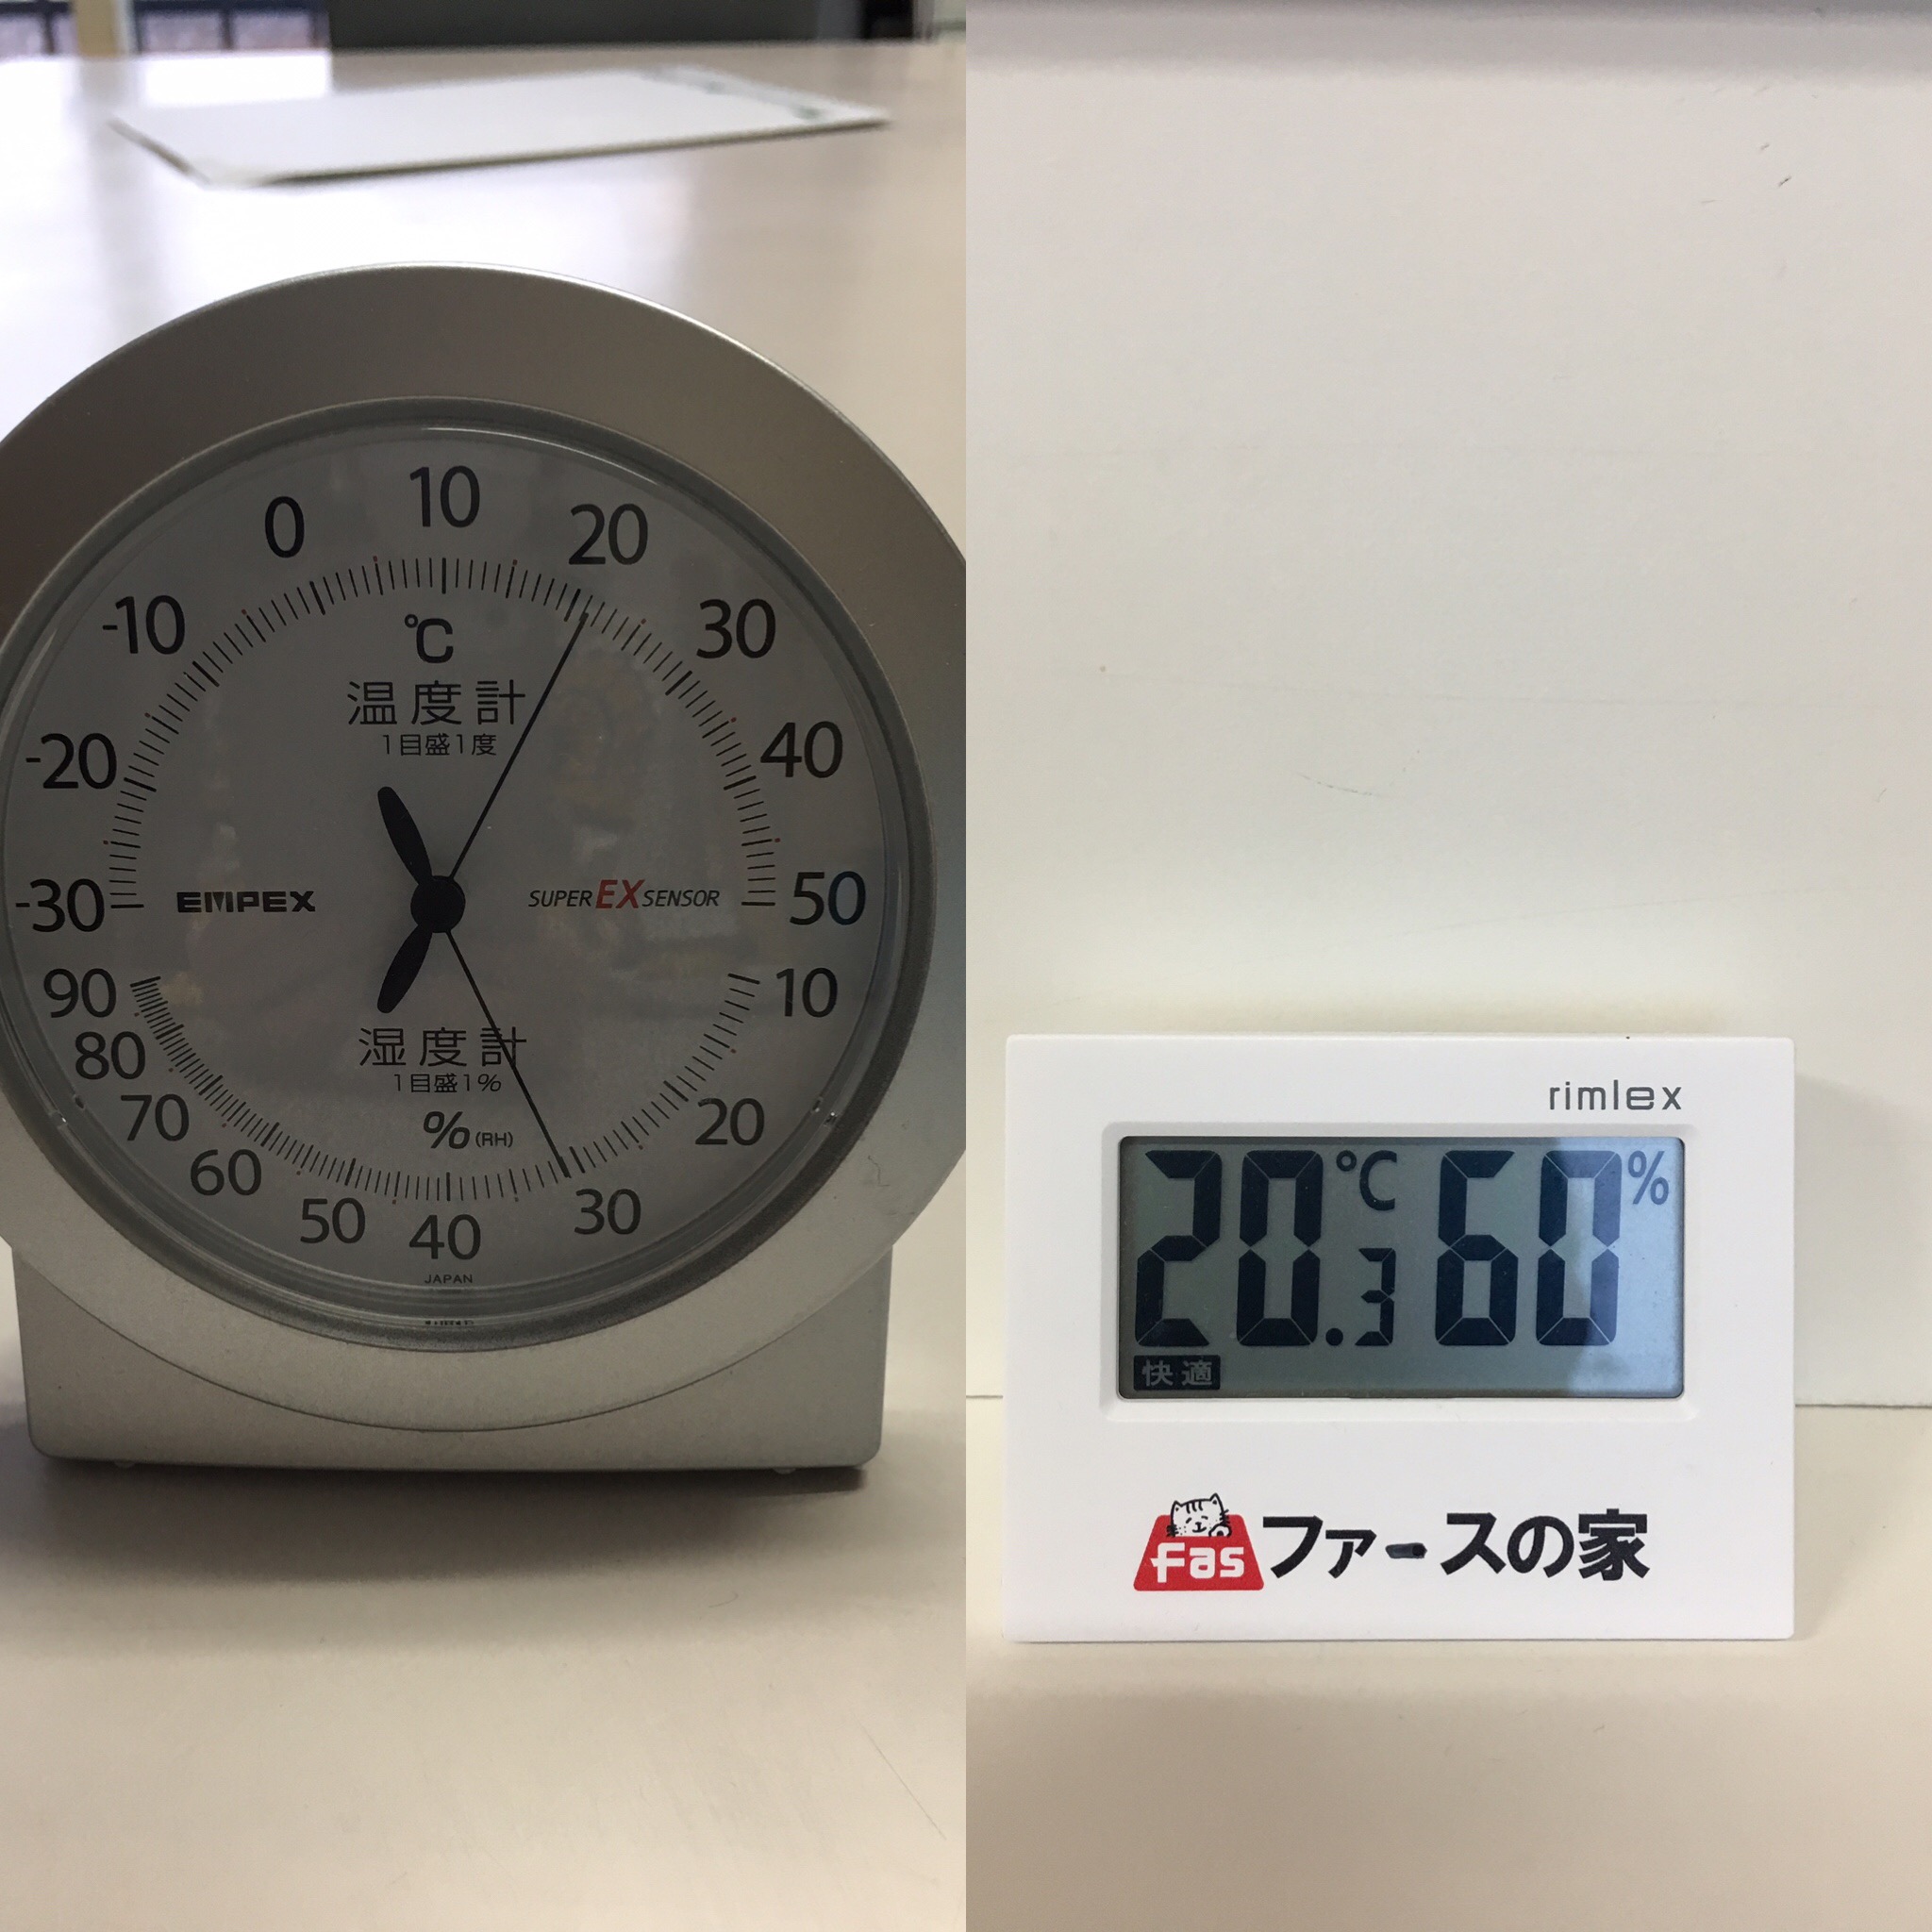 0 10 20
-10 30
-20 40
-30 50
℃
温度計
1目盛1度
EMPEX
SUPER EX SENSOR
90 10
80
70 20
60
50 40 30
湿度計
1目盛1%
%(RH)
JAPAN
rimlex
20.3℃ 60%
快適
fas ファースの家